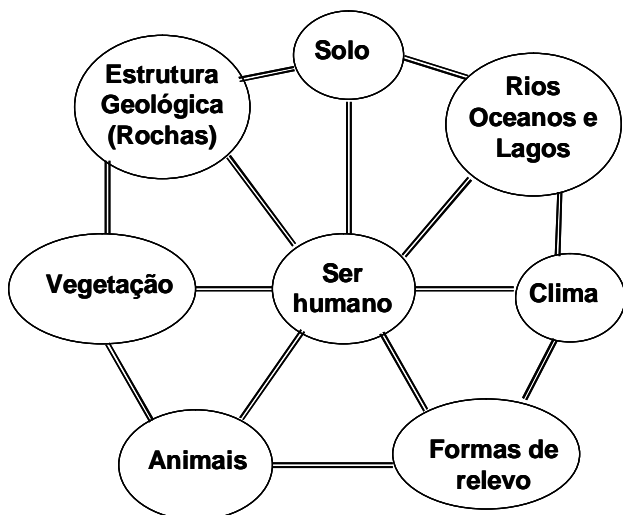 Solo
Estrutura
Geológica
(Rochas)
Rios
Oceanos e
Lagos
Vegetação
Ser
humano
Clima
Animais
Formas de
relevo